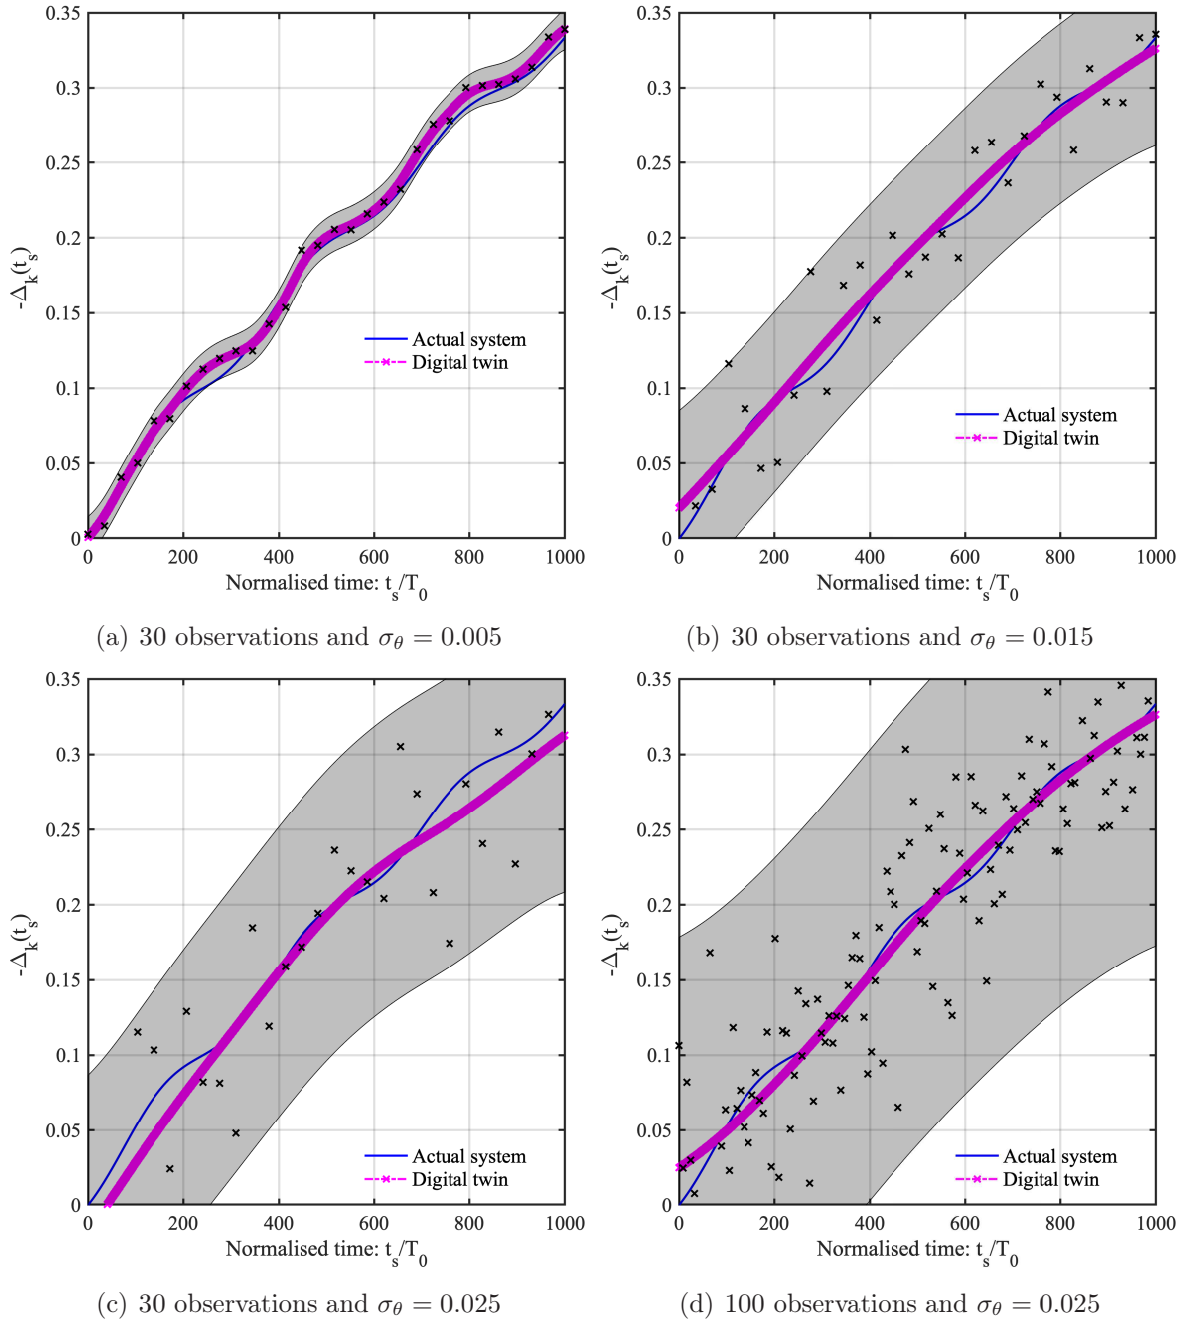 0.35
0.3
0.25
0.2
0.15
0.1
0.05
0
-Δk(ts)
0 200 400 600 800 1000
Normalised time: ts/T0
Actual system
Digital twin
(a) 30 observations and σθ = 0.005
0.35
0.3
0.25
0.2
0.15
0.1
0.05
0
-Δk(ts)
0 200 400 600 800 1000
Normalised time: ts/T0
Actual system
Digital twin
(b) 30 observations and σθ = 0.015
0.35
0.3
0.25
0.2
0.15
0.1
0.05
0
-Δk(ts)
0 200 400 600 800 1000
Normalised time: ts/T0
Actual system
Digital twin
(c) 30 observations and σθ = 0.025
0.35
0.3
0.25
0.2
0.15
0.1
0.05
0
-Δk(ts)
0 200 400 600 800 1000
Normalised time: ts/T0
Actual system
Digital twin
(d) 100 observations and σθ = 0.025